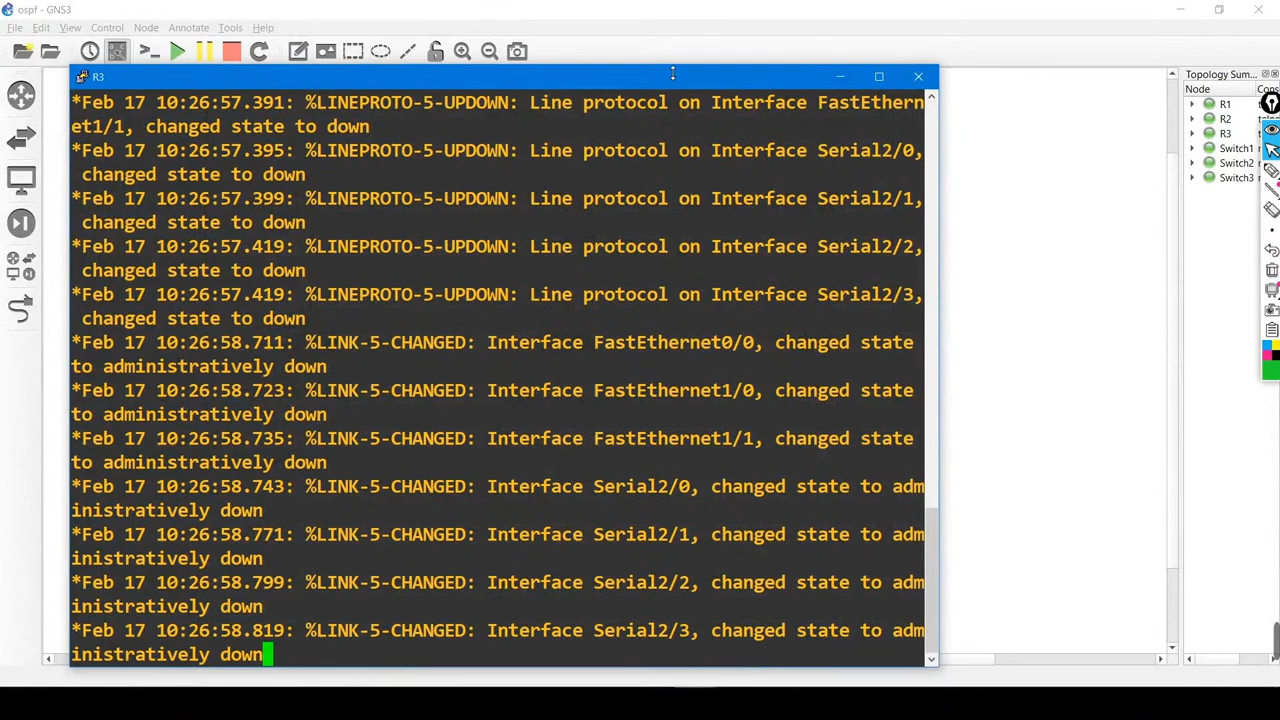 ospf - GNS3
File Edit View Control Node Annotate Tools Help
R3
*Feb 17 10:26:57.391: %LINEPROTO-5-UPDOWN: Line protocol on Interface FastEthern
et1/1, changed state to down
*Feb 17 10:26:57.395: %LINEPROTO-5-UPDOWN: Line protocol on Interface Serial2/0,
changed state to down
*Feb 17 10:26:57.399: %LINEPROTO-5-UPDOWN: Line protocol on Interface Serial2/1,
changed state to down
*Feb 17 10:26:57.419: %LINEPROTO-5-UPDOWN: Line protocol on Interface Serial2/2,
changed state to down
*Feb 17 10:26:57.419: %LINEPROTO-5-UPDOWN: Line protocol on Interface Serial2/3,
changed state to down
*Feb 17 10:26:58.711: %LINK-5-CHANGED: Interface FastEthernet0/0, changed state
to administratively down
*Feb 17 10:26:58.723: %LINK-5-CHANGED: Interface FastEthernet1/0, changed state
to administratively down
*Feb 17 10:26:58.735: %LINK-5-CHANGED: Interface FastEthernet1/1, changed state
to administratively down
*Feb 17 10:26:58.743: %LINK-5-CHANGED: Interface Serial2/0, changed state to adm
inistratively down
*Feb 17 10:26:58.771: %LINK-5-CHANGED: Interface Serial2/1, changed state to adm
inistratively down
*Feb 17 10:26:58.799: %LINK-5-CHANGED: Interface Serial2/2, changed state to adm
inistratively down
*Feb 17 10:26:58.819: %LINK-5-CHANGED: Interface Serial2/3, changed state to adm
inistratively down
Topology Sum...
Node Cons
R1
R2
R3
Switch1
Switch2
Switch3